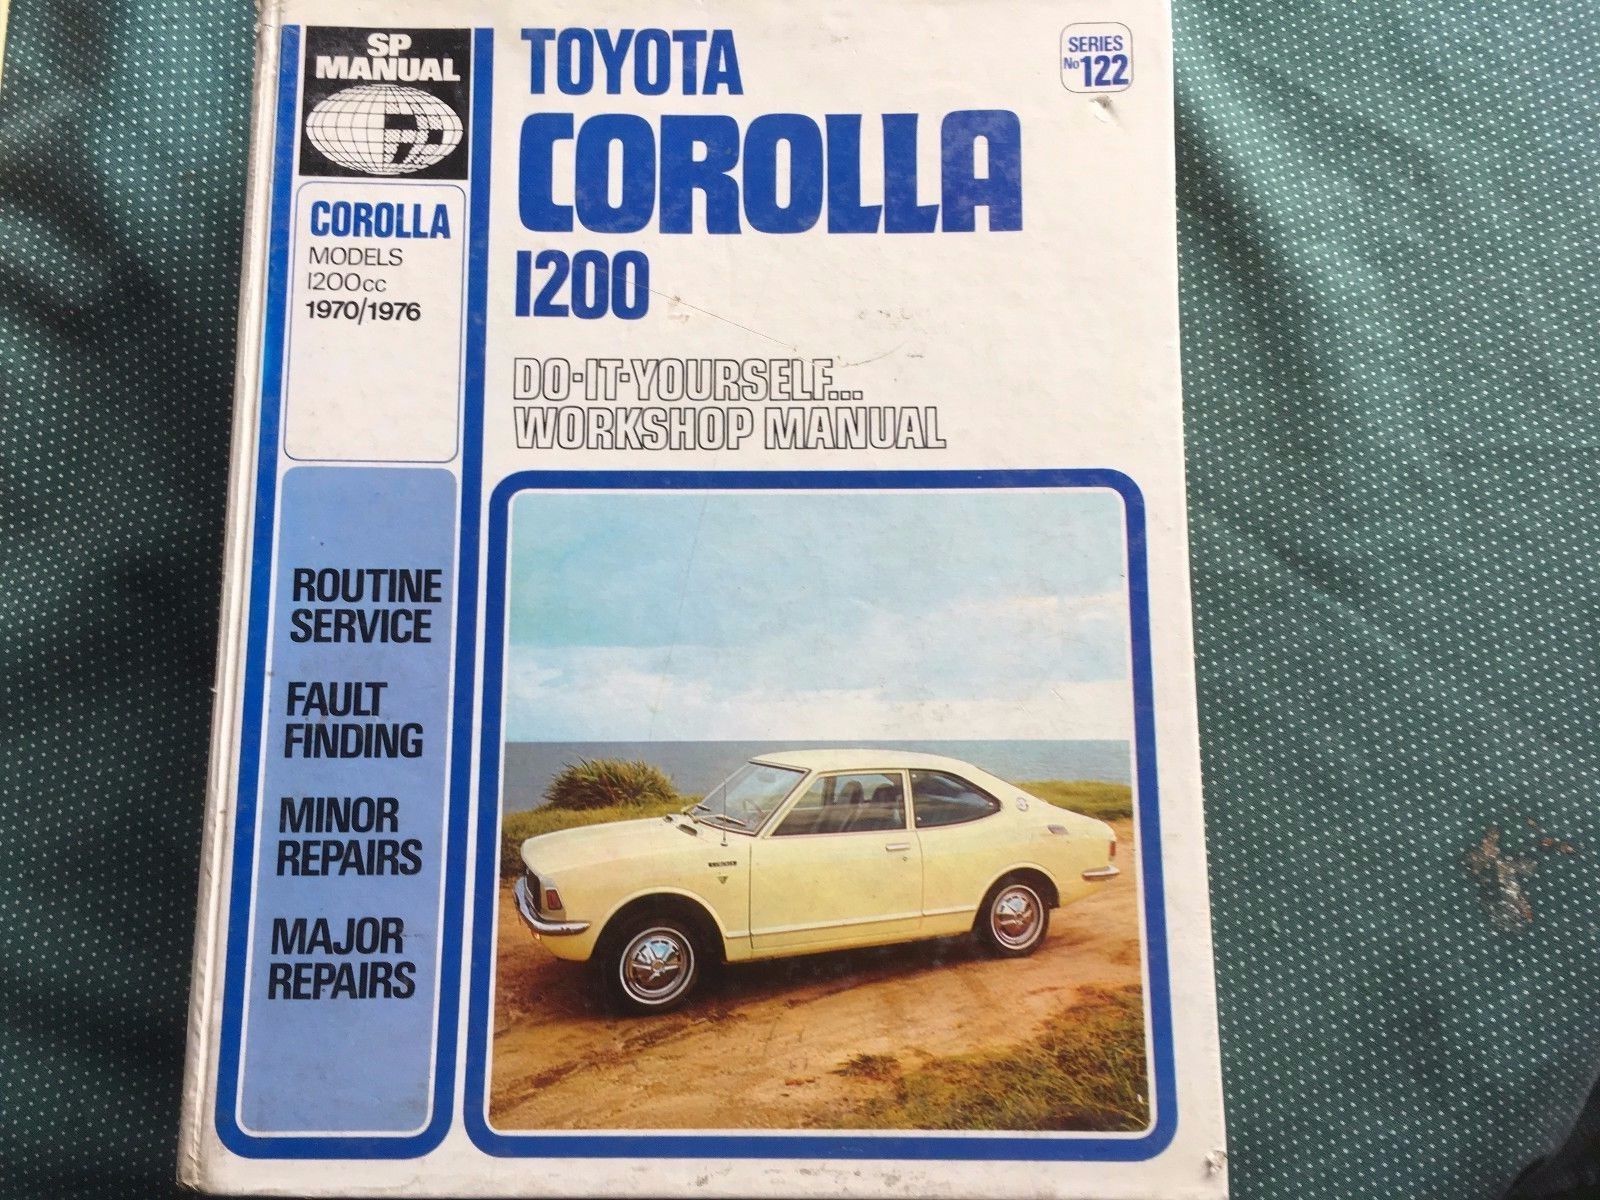 SP
MANUAL
COROLLA
MODELS
1200cc
1970/1976
ROUTINE
SERVICE
FAULT
FINDING
MINOR
REPAIRS
MAJOR
REPAIRS
TOYOTA
COROLLA
1200
SERIES
No 122
DO-IT-YOURSELF...
WORKSHOP MANUAL